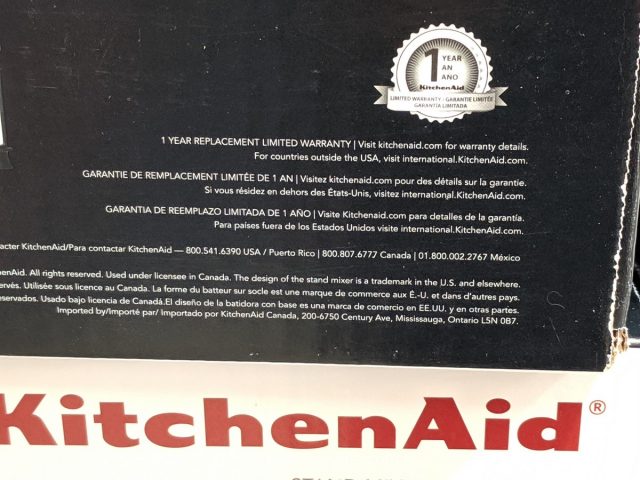 1
YEAR
AN
AÑO
KitchenAid
LIMITED WARRANTY / GARANTIE LIMITÉE
GARANTÍA LIMITADA
1 YEAR REPLACEMENT LIMITED WARRANTY | Visit kitchenaid.com for warranty details.
For countries outside the USA, visit international.KitchenAid.com.
GARANTIE DE REMPLACEMENT LIMITÉE DE 1 AN | Visitez kitchenaid.com pour des détails sur la garantie.
Si vous résidez en dehors des États-Unis, visitez international.KitchenAid.com.
GARANTIA DE REEMPLAZO LIMITADA DE 1 AÑO | Visite Kitchenaid.com para detalles de la garantía.
Para países fuera de los Estados Unidos visite international.KitchenAid.com.
acter KitchenAid/Para contactar KitchenAid — 800.541.6390 USA / Puerto Rico | 800.807.6777 Canada | 01.800.002.2767 México
enAid. All rights reserved. Used under licensee in Canada. The design of the stand mixer is a trademark in the U.S. and elsewhere.
ervés. Utilisée sous licence au Canada. La forme du batteur sur socle est une marque de commerce aux É.-U. et dans d'autres pays.
eservados. Usado bajo licencia de Canadá.El diseño de la batidora con base es una marca de comercio en EE.UU. y en otras partes.
Imported by/Importé par/ Importado por KitchenAid Canada, 200-6750 Century Ave, Mississauga, Ontario L5N 0B7.
KitchenAid®